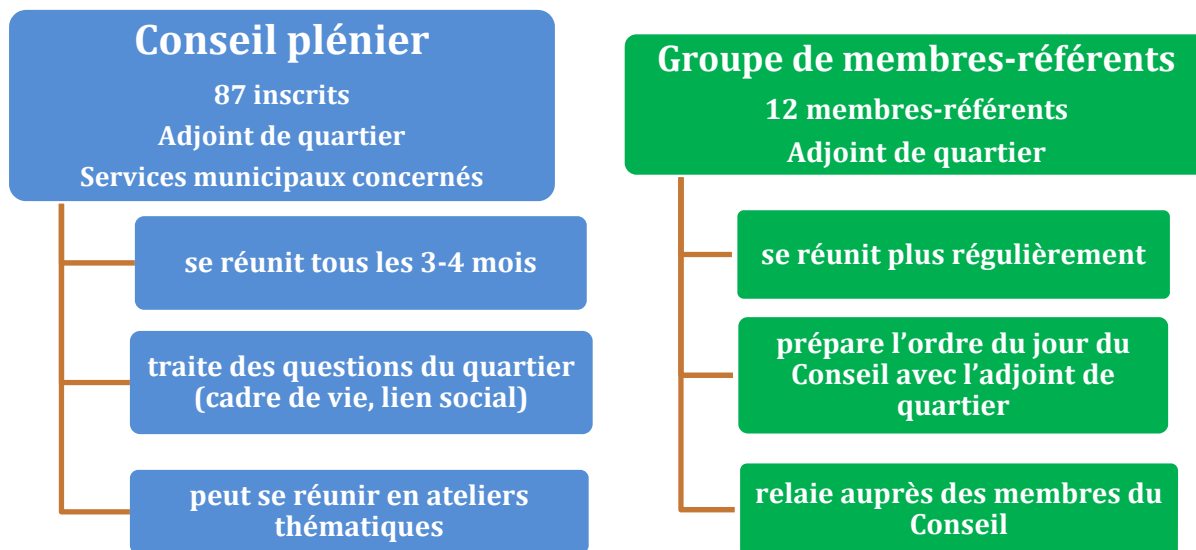 Conseil plénier
87 inscrits
Adjoint de quartier
Services municipaux concernés
se réunit tous les 3-4 mois
traite des questions du quartier
(cadre de vie, lien social)
peut se réunir en ateliers
thématiques
Groupe de membres-référents
12 membres-référents
Adjoint de quartier
se réunit plus régulièrement
prépare l’ordre du jour du
Conseil avec l’adjoint de
quartier
relaie auprès des membres du
Conseil